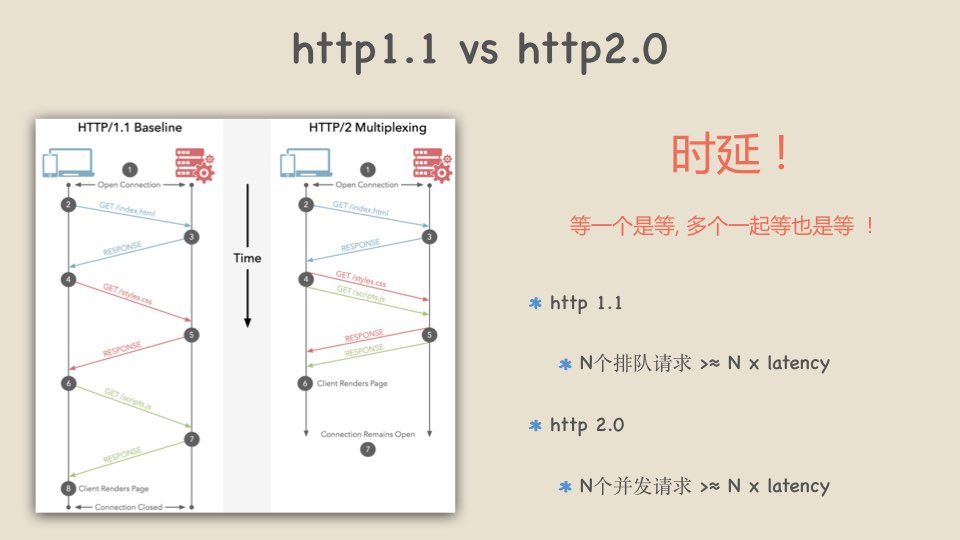 http1.1 vs http2.0
HTTP/1.1 Baseline
1
Open Connection
2
GET /index.html
3
RESPONSE
4
GET /styles.css
5
RESPONSE
6
GET /scripts.js
7
RESPONSE
8
Client Renders Page
Connection Closed
Time
HTTP/2 Multiplexing
1
Open Connection
2
GET /index.html
3
RESPONSE
4
GET /styles.css
GET /scripts.js
5
RESPONSE
RESPONSE
6
Client Renders Page
Connection Remains Open
7
时延！
等一个是等, 多个一起等也是等 ！
http 1.1
N个排队请求 >≈ N x latency
http 2.0
N个并发请求 >≈ N x latency